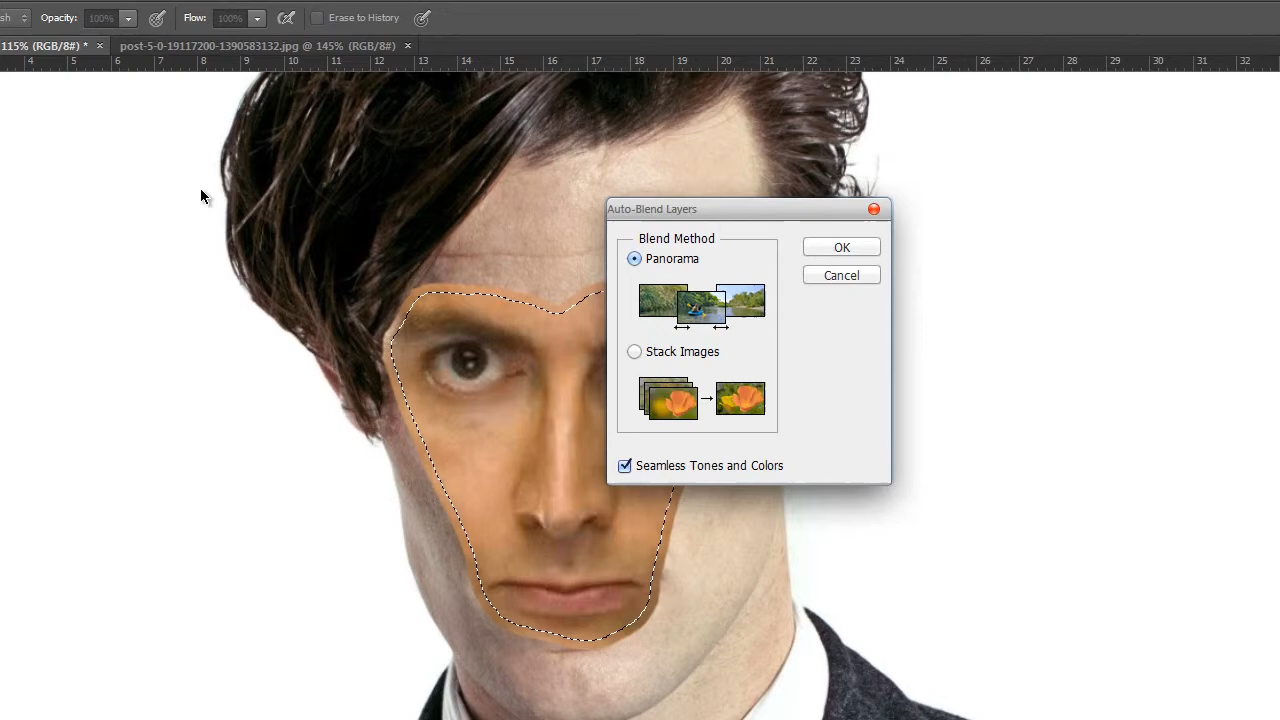 sh Opacity: 100% Flow: 100% Erase to History
115% (RGB/8#) * × post-5-0-19117200-1390583132.jpg @ 145% (RGB/8#) ×
4 5 6 7 8 9 10 11 12 13 14 15 16 17 18 19 20 21 22 23 24 25 26 27 28 29 30 31 32
Auto-Blend Layers
Blend Method
OK
Panorama
Cancel
Stack Images
Seamless Tones and Colors